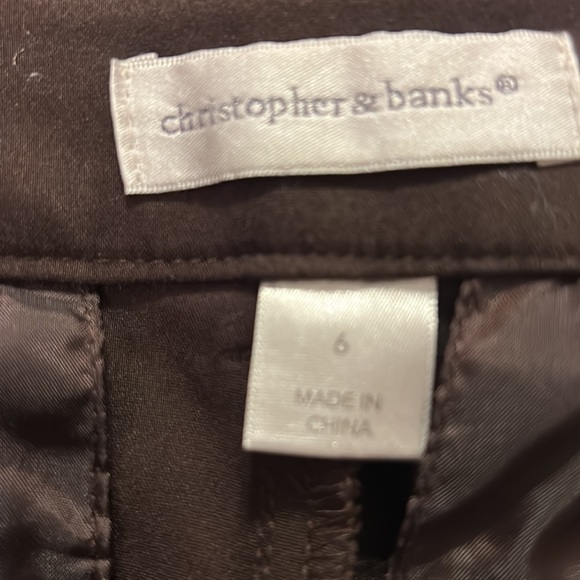 christopher & banks®
6
MADE IN
CHINA